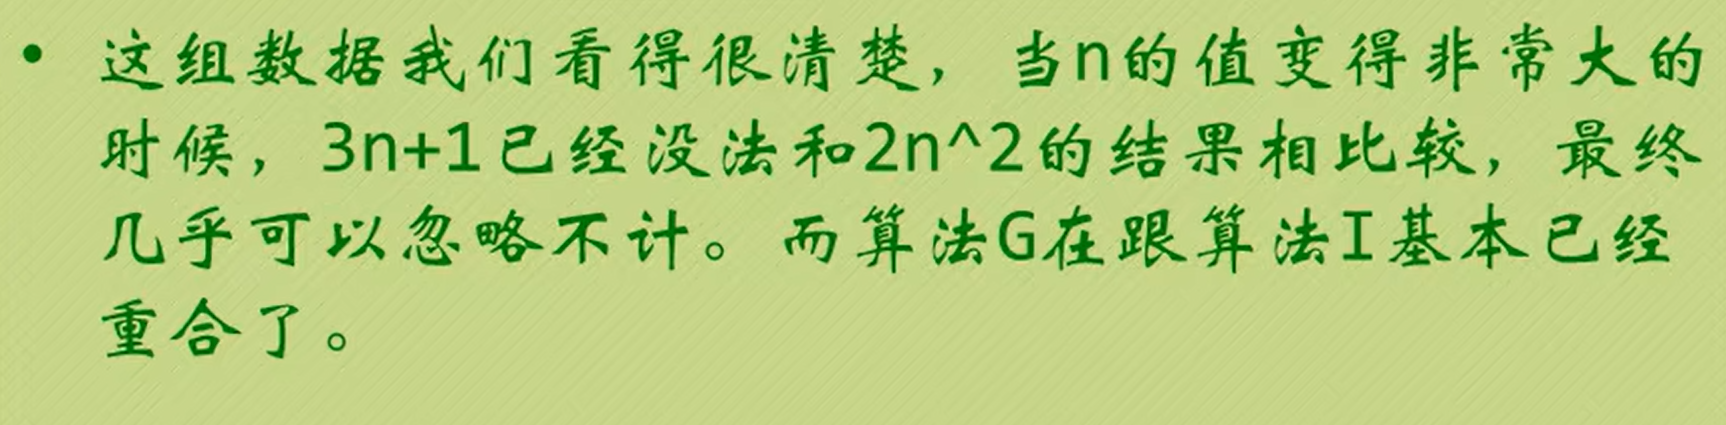 • 这组数据我们看得很清楚，当n的值变得非常大的
时候，3n+1已经没法和2n^2的结果相比较，最终
几乎可以忽略不计。而算法G在跟算法I基本已经
重合了。